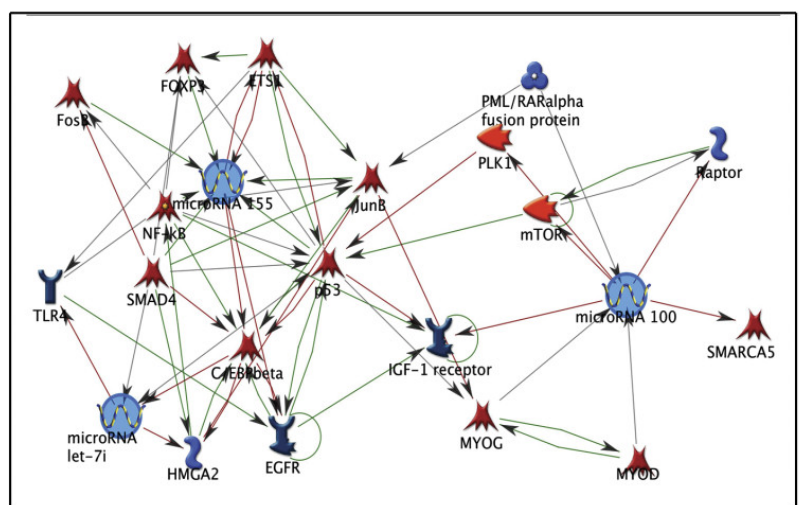 FOXP3
ETS1
FosB
PML/RARalpha
fusion protein
PLK1
Raptor
microRNA 155
JunB
NF-kB
mTOR
SMAD4
p53
TLR4
microRNA 100
SMARCA5
C/EBPbeta
IGF-1 receptor
microRNA
let-7i
HMGA2
EGFR
MYOG
MYOD